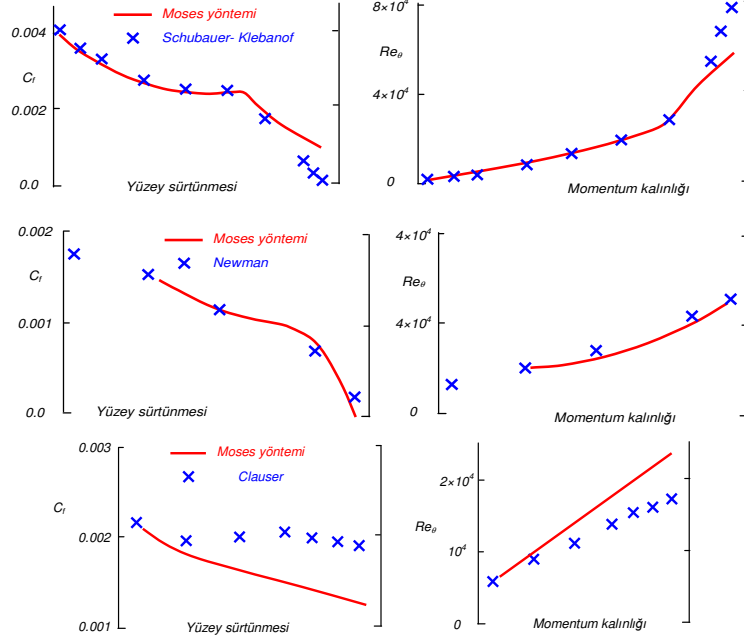 0.004
C_f
0.002
0.0
Moses yöntemi
Schubauer- Klebanof
Yüzey sürtünmesi
8×10⁴
Re_θ
4×10⁴
0
Momentum kalınlığı
0.002
C_f
0.001
0.0
Moses yöntemi
Newman
Yüzey sürtünmesi
4×10⁴
Re_θ
4×10⁴
0
Momentum kalınlığı
0.003
C_f
0.002
0.001
Moses yöntemi
Clauser
Yüzey sürtünmesi
2×10⁴
Re_θ
10⁴
0
Momentum kalınlığı